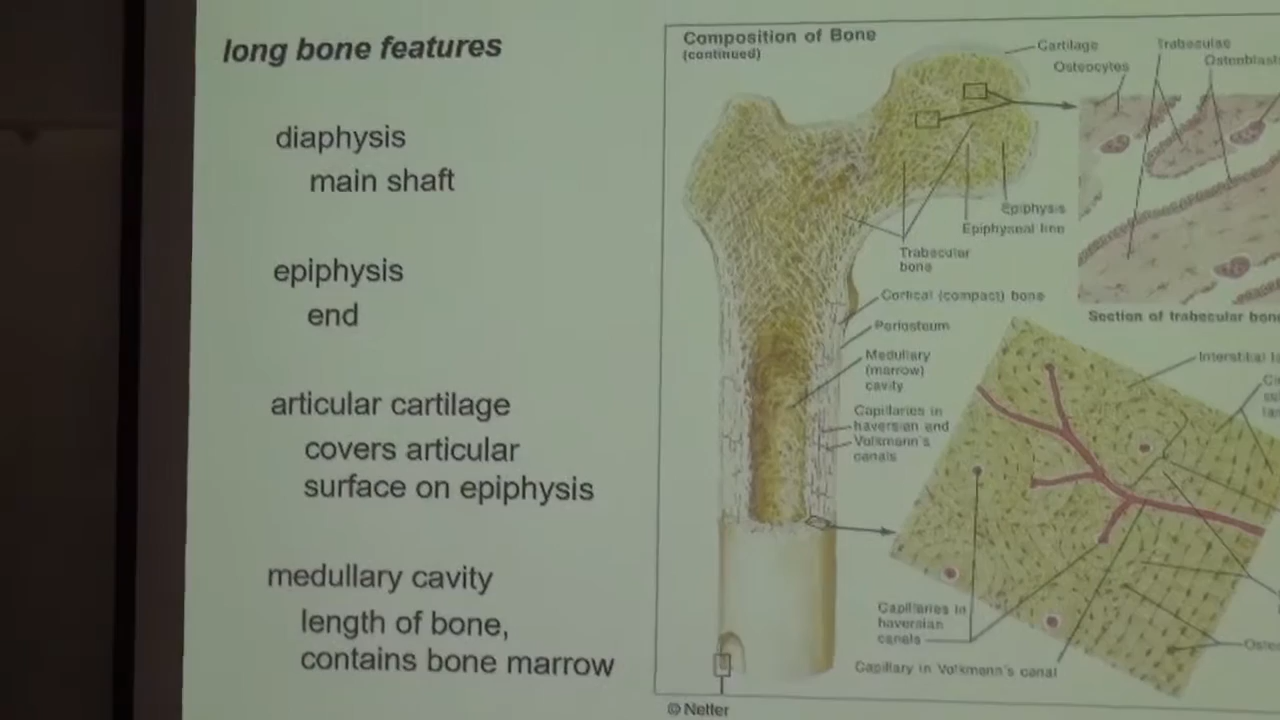 long bone features
diaphysis
main shaft
epiphysis
end
articular cartilage
covers articular
surface on epiphysis
medullary cavity
length of bone,
contains bone marrow
Composition of Bone
(continued)
Cartilage
Osteocytes
Trabeculae
Osteoblasts
Epiphysis
Epiphyseal line
Trabecular
bone
Cortical (compact) bone
Periosteum
Medullary
(marrow)
cavity
Capillaries in
haversian and
Volkmann's
canals
Section of trabecular bone
Interstitial
Capillaries in
haversian
canals
Capillary in Volkmann's canal
© Netter